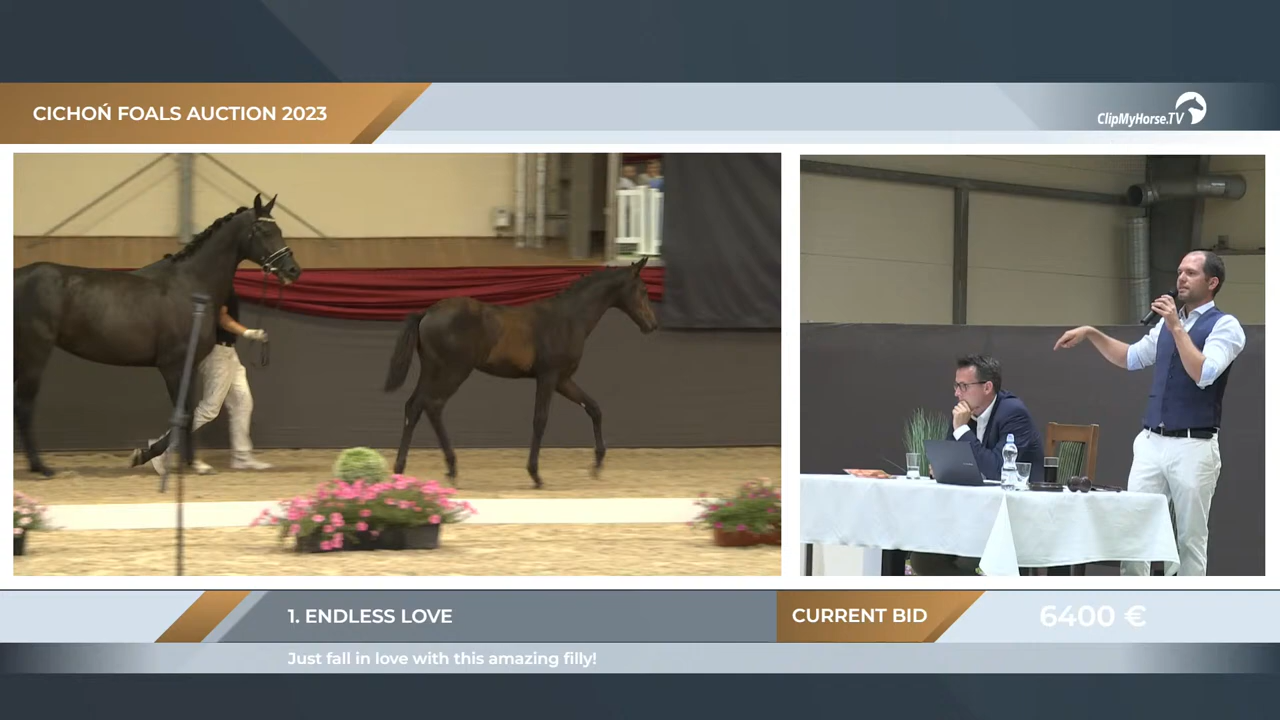 CICHOŃ FOALS AUCTION 2023
ClipMyHorse.TV
1. ENDLESS LOVE
CURRENT BID
6400 €
Just fall in love with this amazing filly!